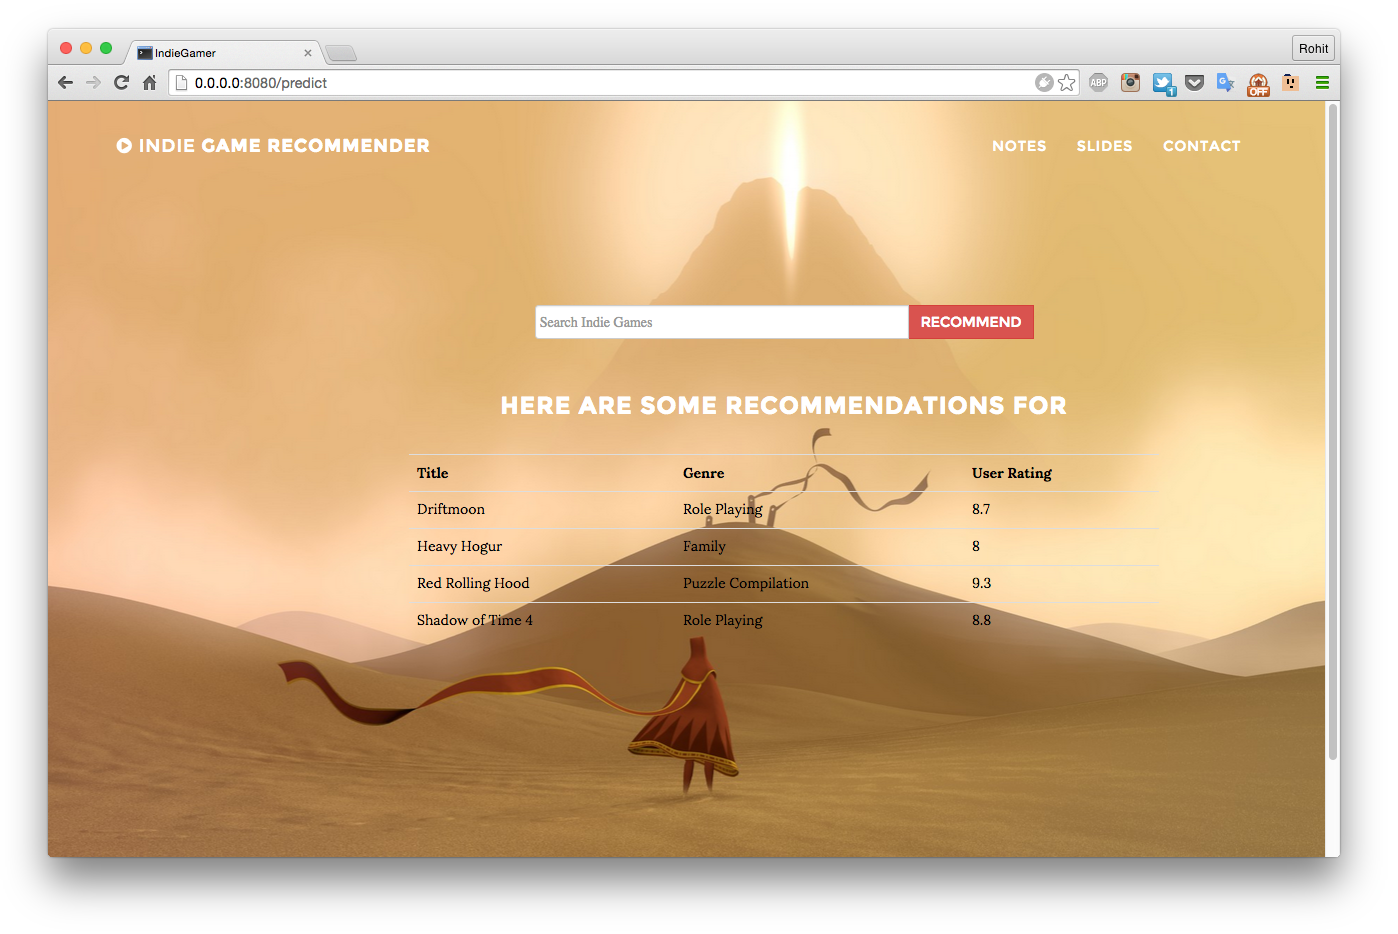 IndieGamer
Rohit
0.0.0.0:8080/predict
ABP
1
G
OFF
INDIE GAME RECOMMENDER
NOTES SLIDES CONTACT
Search Indie Games RECOMMEND
HERE ARE SOME RECOMMENDATIONS FOR
Title Genre User Rating
Driftmoon Role Playing 8.7
Heavy Hogur Family 8
Red Rolling Hood Puzzle Compilation 9.3
Shadow of Time 4 Role Playing 8.8